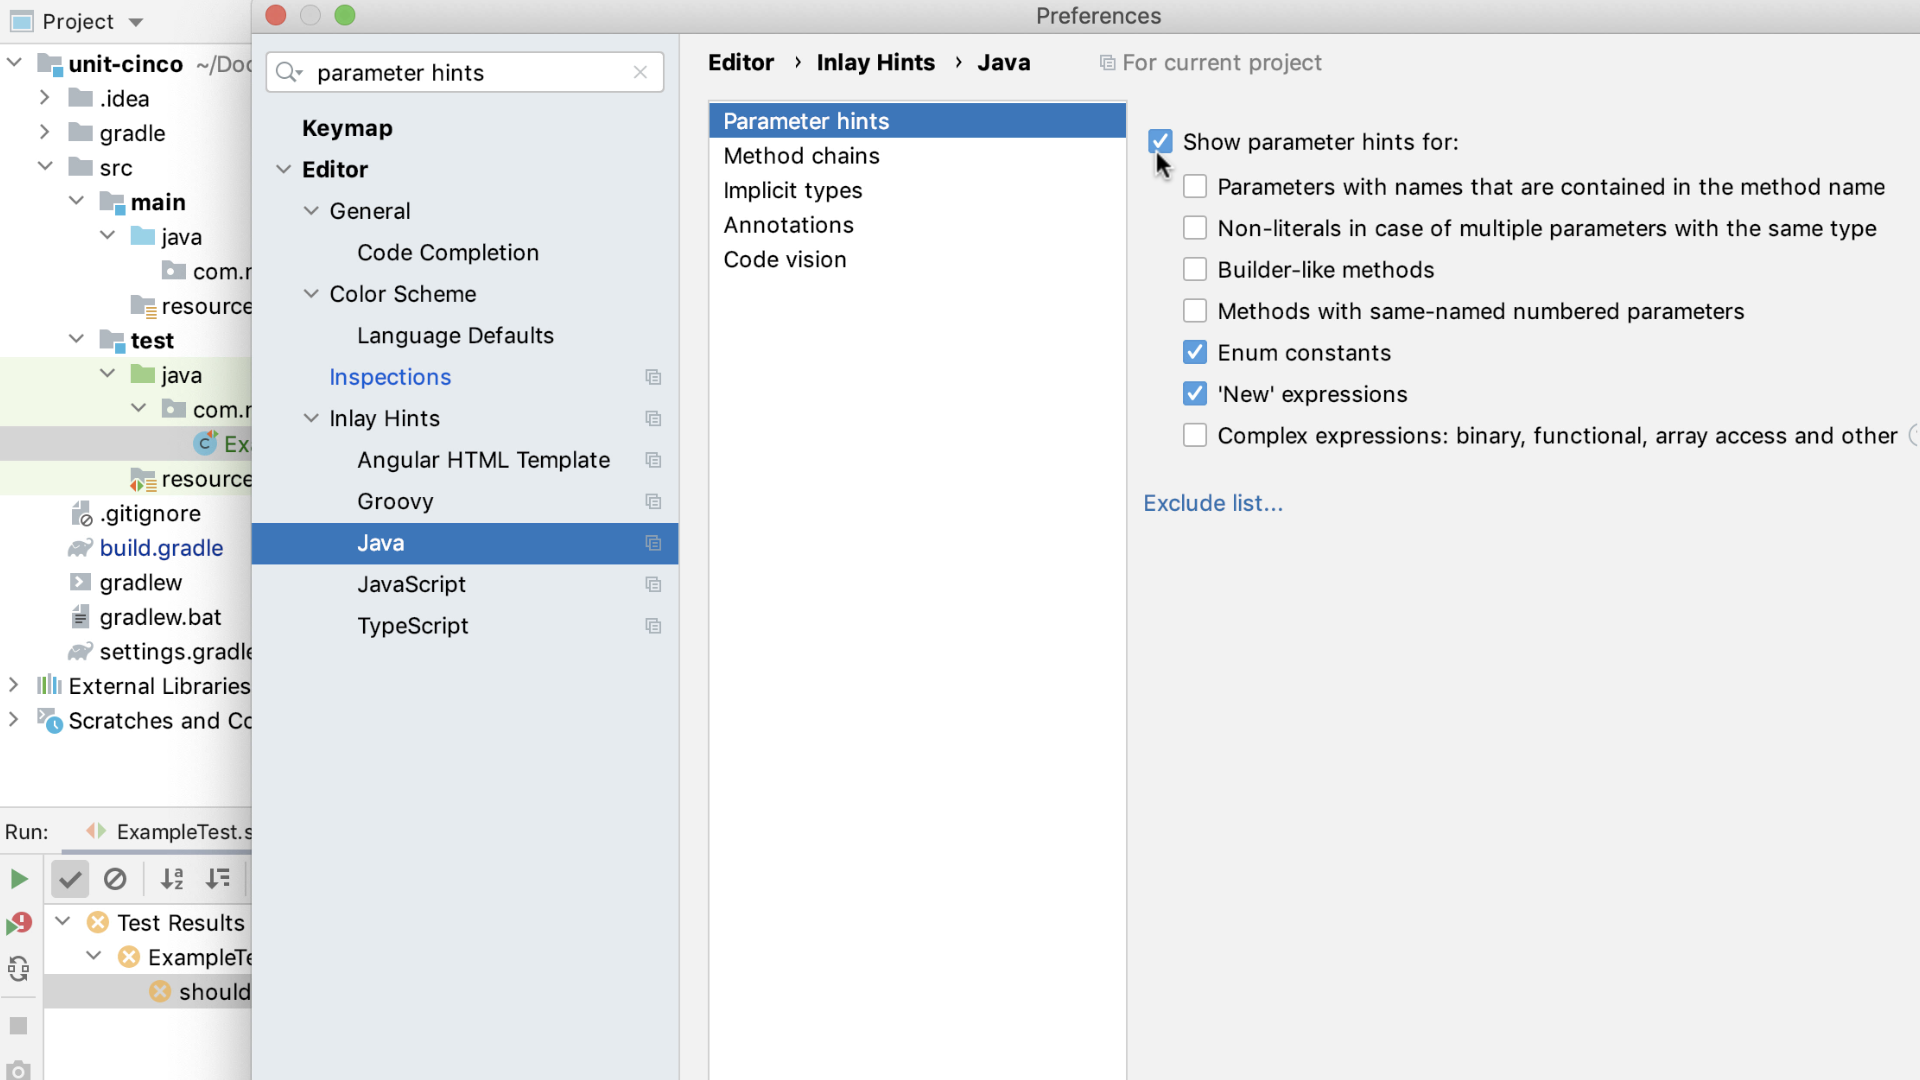 Project
unit-cinco ~/Doc
.idea
gradle
src
main
java
com.
resource
test
java
com.
Exa
resource
.gitignore
build.gradle
gradlew
gradlew.bat
settings.gradle
External Libraries
Scratches and Co
Run: ExampleTest.s
Test Results
ExampleTe
should
Preferences
parameter hints
Keymap
Editor
General
Code Completion
Color Scheme
Language Defaults
Inspections
Inlay Hints
Angular HTML Template
Groovy
Java
JavaScript
TypeScript
Editor › Inlay Hints › Java For current project
Parameter hints
Method chains
Implicit types
Annotations
Code vision
Show parameter hints for:
Parameters with names that are contained in the method name
Non-literals in case of multiple parameters with the same type
Builder-like methods
Methods with same-named numbered parameters
Enum constants
'New' expressions
Complex expressions: binary, functional, array access and other
Exclude list...